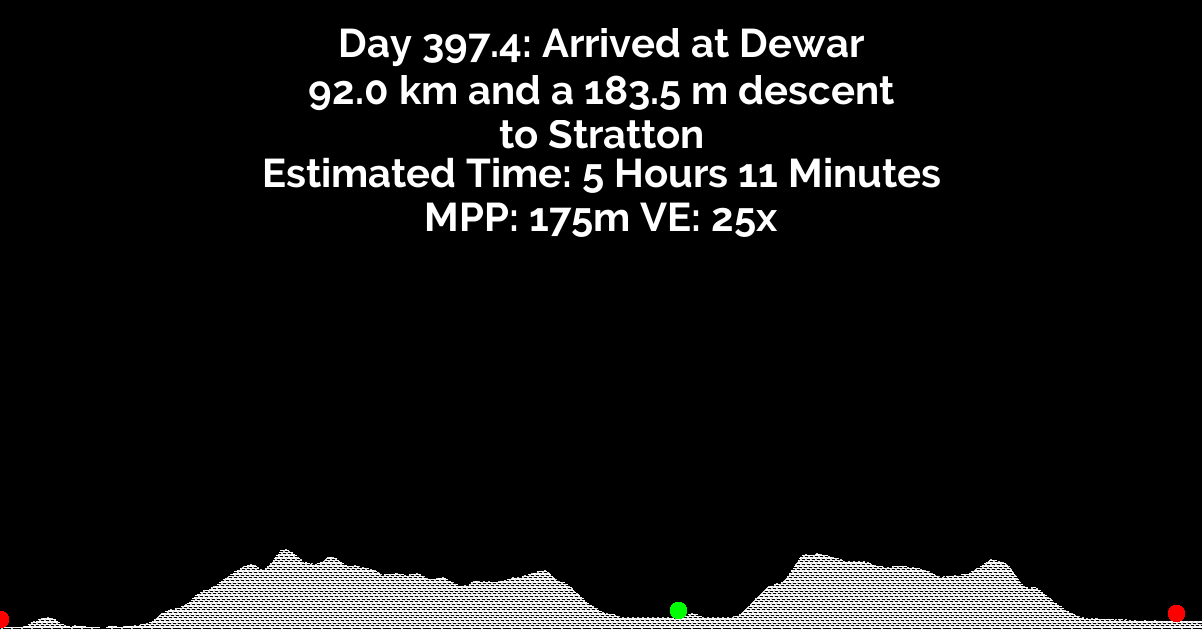 Day 397.4: Arrived at Dewar
92.0 km and a 183.5 m descent
to Stratton
Estimated Time: 5 Hours 11 Minutes
MPP: 175m VE: 25x